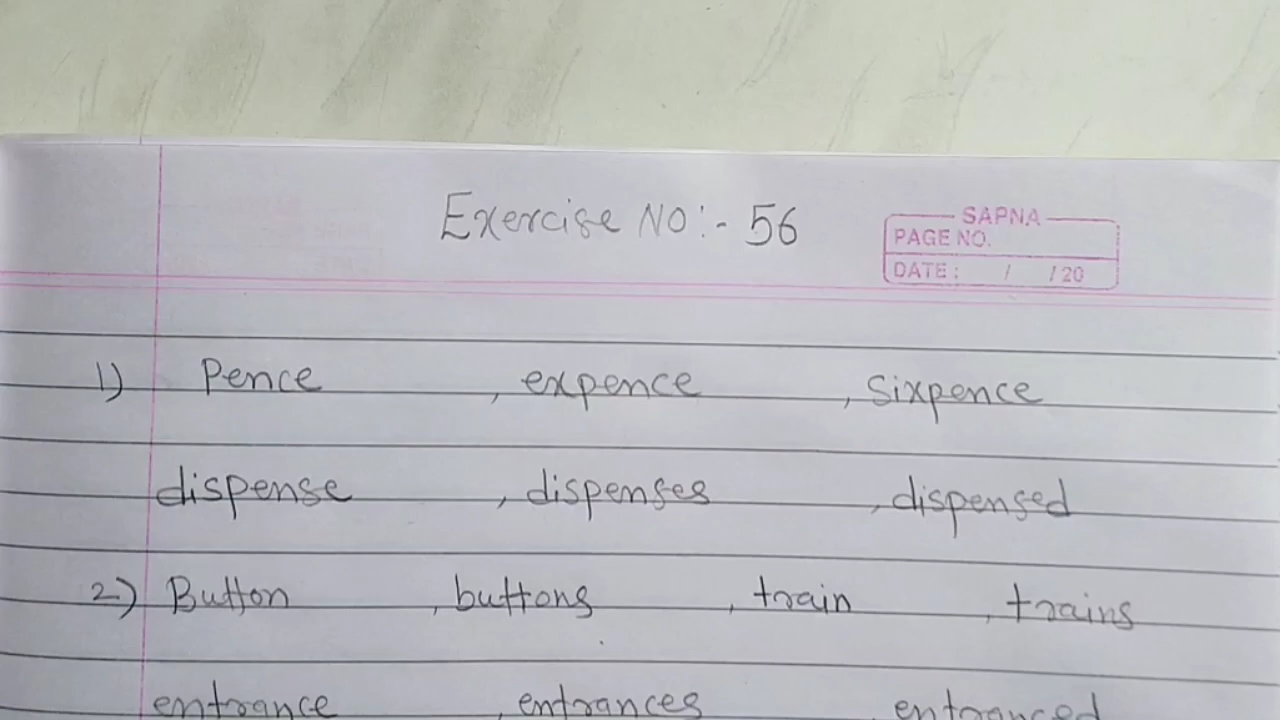 Exercise No:- 56
SAPNA
PAGE NO.
DATE : / / 20
1) Pence , expence , Sixpence
dispense , dispenses , dispensed
2) Button , buttons , train , trains
entrance , entrances , entranced